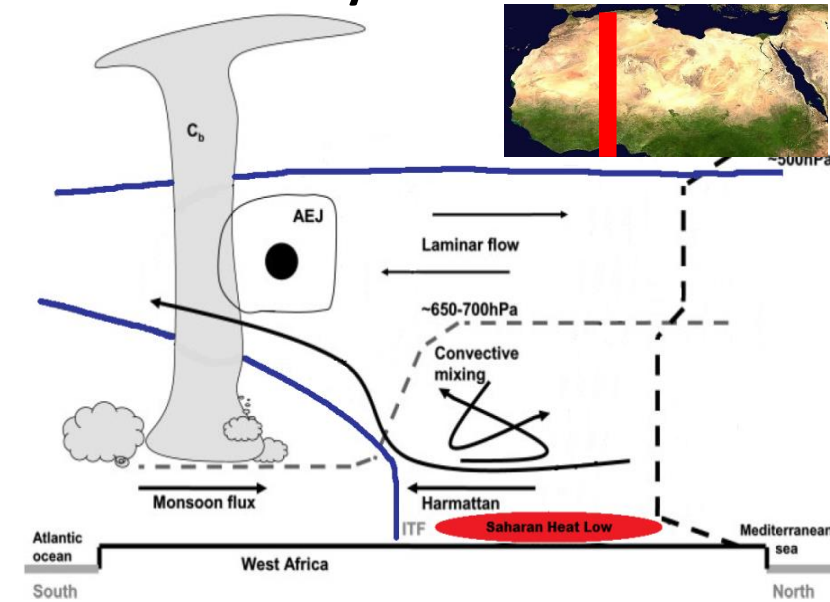 C_b
~500hPa
AEJ
Laminar flow
~650-700hPa
Convective
mixing
Monsoon flux
Harmattan
ITF
Saharan Heat Low
Atlantic
ocean
West Africa
Mediterranean
sea
South
North